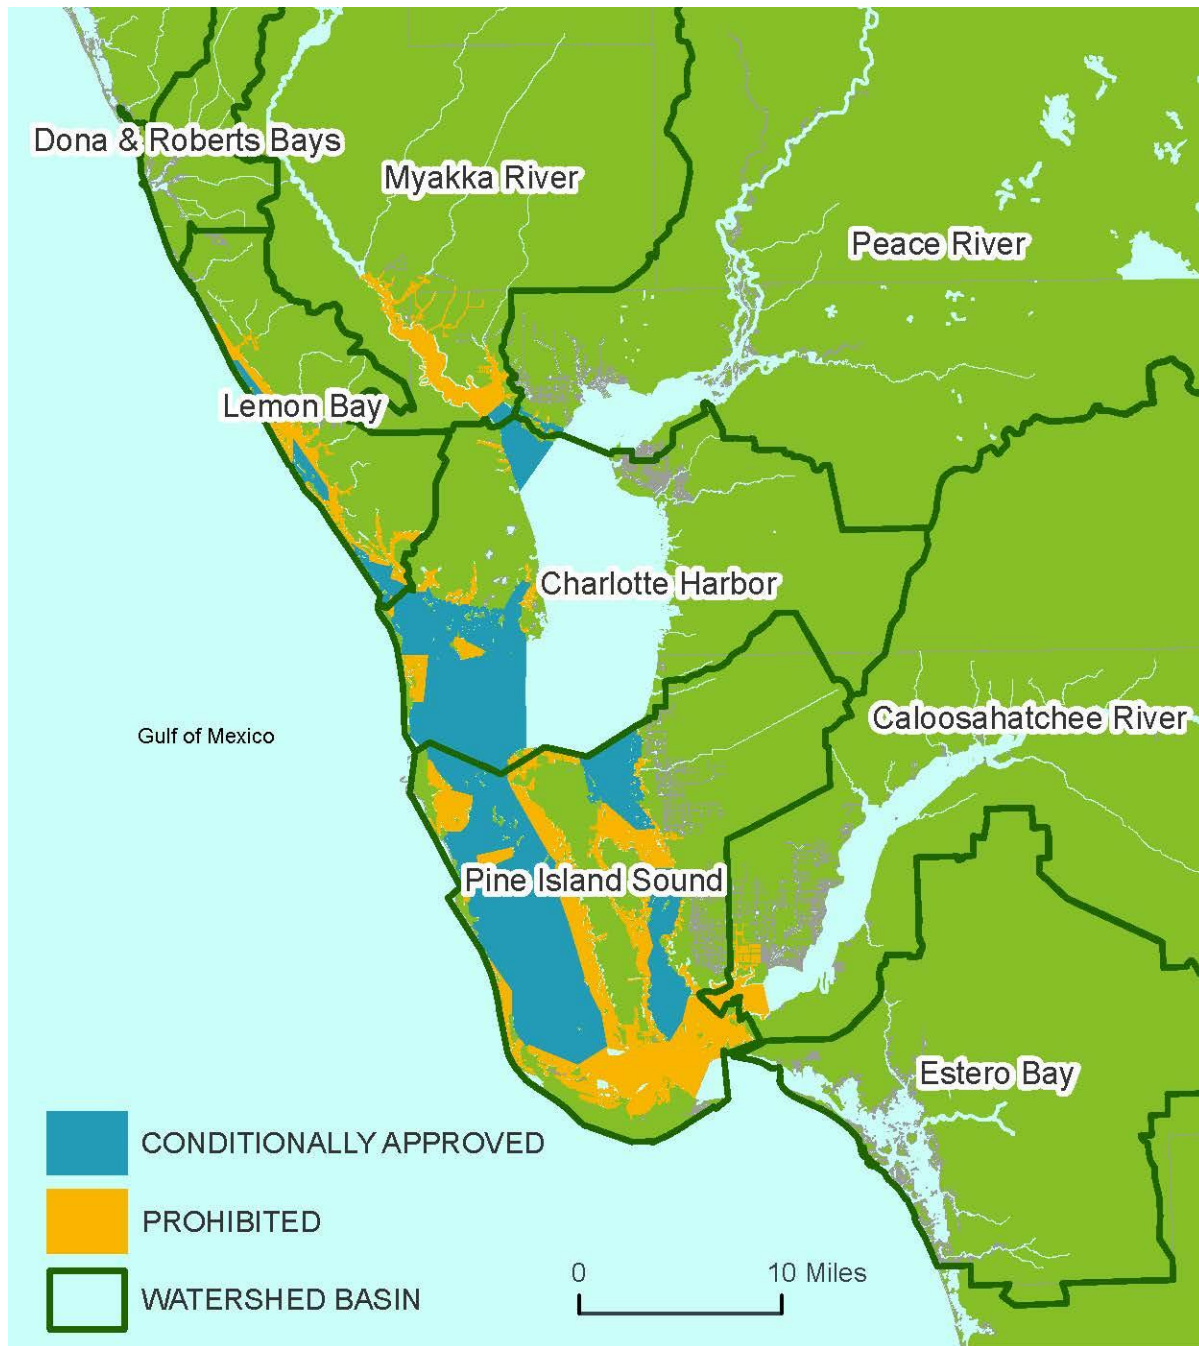 Dona & Roberts Bays
Myakka River
Peace River
Lemon Bay
Charlotte Harbor
Caloosahatchee River
Gulf of Mexico
Pine Island Sound
Estero Bay
CONDITIONALLY APPROVED
PROHIBITED
WATERSHED BASIN
0 10 Miles